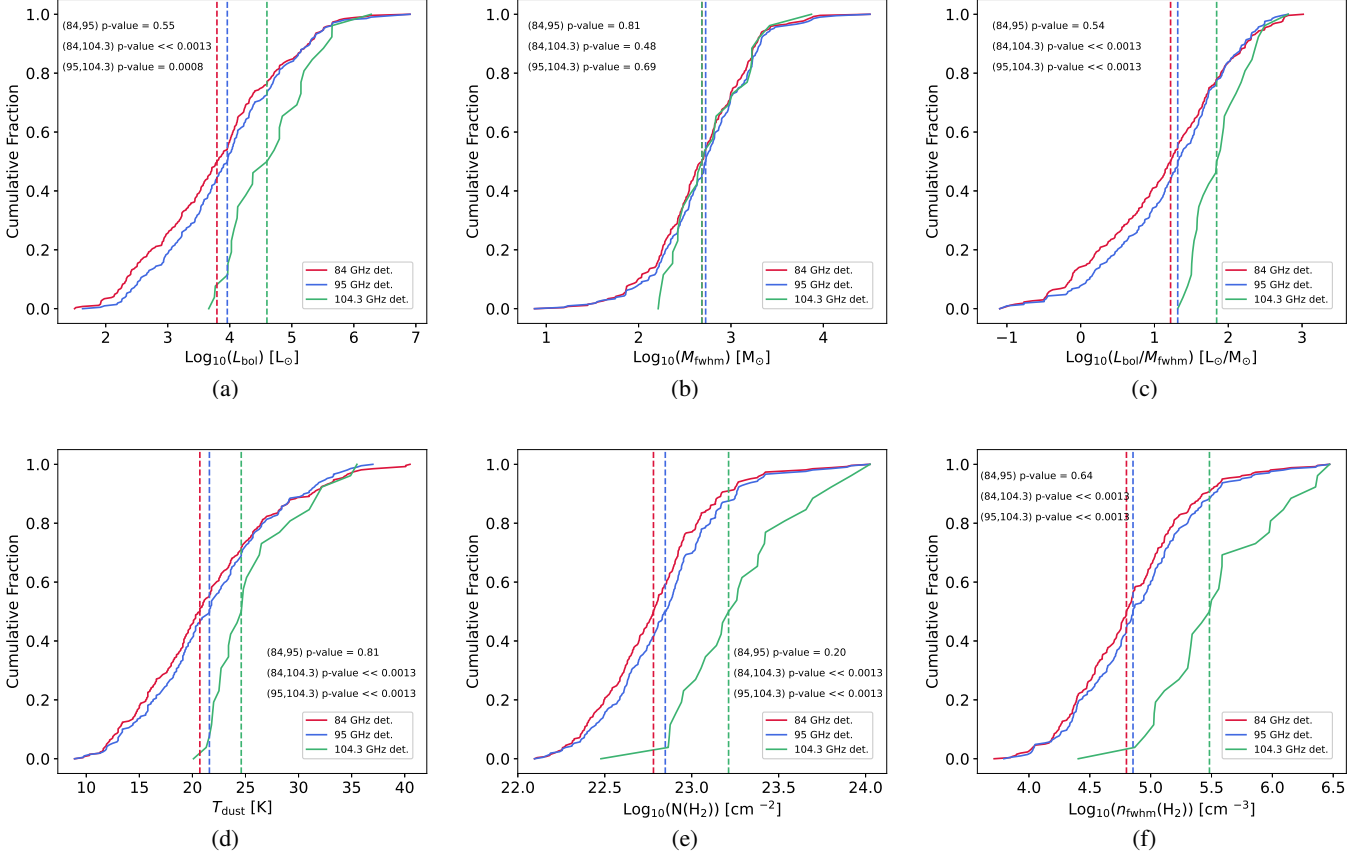 (84,95) p-value = 0.55
(84,104.3) p-value << 0.0013
(95,104.3) p-value = 0.0008
Cumulative Fraction
1.0
0.8
0.6
0.4
0.2
0.0
84 GHz det.
95 GHz det.
104.3 GHz det.
1 2 3 4 5 6 7
Log₁₀(L_bol) [L⊙]
(a)
(84,95) p-value = 0.81
(84,104.3) p-value = 0.48
(95,104.3) p-value = 0.69
Cumulative Fraction
1.0
0.8
0.6
0.4
0.2
0.0
84 GHz det.
95 GHz det.
104.3 GHz det.
1 2 3 4
Log₁₀(M_fwhm) [M⊙]
(b)
(84,95) p-value = 0.54
(84,104.3) p-value << 0.0013
(95,104.3) p-value << 0.0013
Cumulative Fraction
1.0
0.8
0.6
0.4
0.2
0.0
84 GHz det.
95 GHz det.
104.3 GHz det.
−1 0 1 2 3
Log₁₀(L_bol/M_fwhm) [L⊙/M⊙]
(c)
Cumulative Fraction
1.0
0.8
0.6
0.4
0.2
0.0
(84,95) p-value = 0.81
(84,104.3) p-value << 0.0013
(95,104.3) p-value << 0.0013
84 GHz det.
95 GHz det.
104.3 GHz det.
10 15 20 25 30 35 40
T_dust [K]
(d)
Cumulative Fraction
1.0
0.8
0.6
0.4
0.2
0.0
(84,95) p-value = 0.20
(84,104.3) p-value << 0.0013
(95,104.3) p-value << 0.0013
84 GHz det.
95 GHz det.
104.3 GHz det.
22.0 22.5 23.0 23.5 24.0
Log₁₀(N(H₂)) [cm ⁻²]
(e)
(84,95) p-value = 0.64
(84,104.3) p-value << 0.0013
(95,104.3) p-value << 0.0013
Cumulative Fraction
1.0
0.8
0.6
0.4
0.2
0.0
84 GHz det.
95 GHz det.
104.3 GHz det.
4.0 4.5 5.0 5.5 6.0 6.5
Log₁₀(n_fwhm(H₂)) [cm ⁻³]
(f)